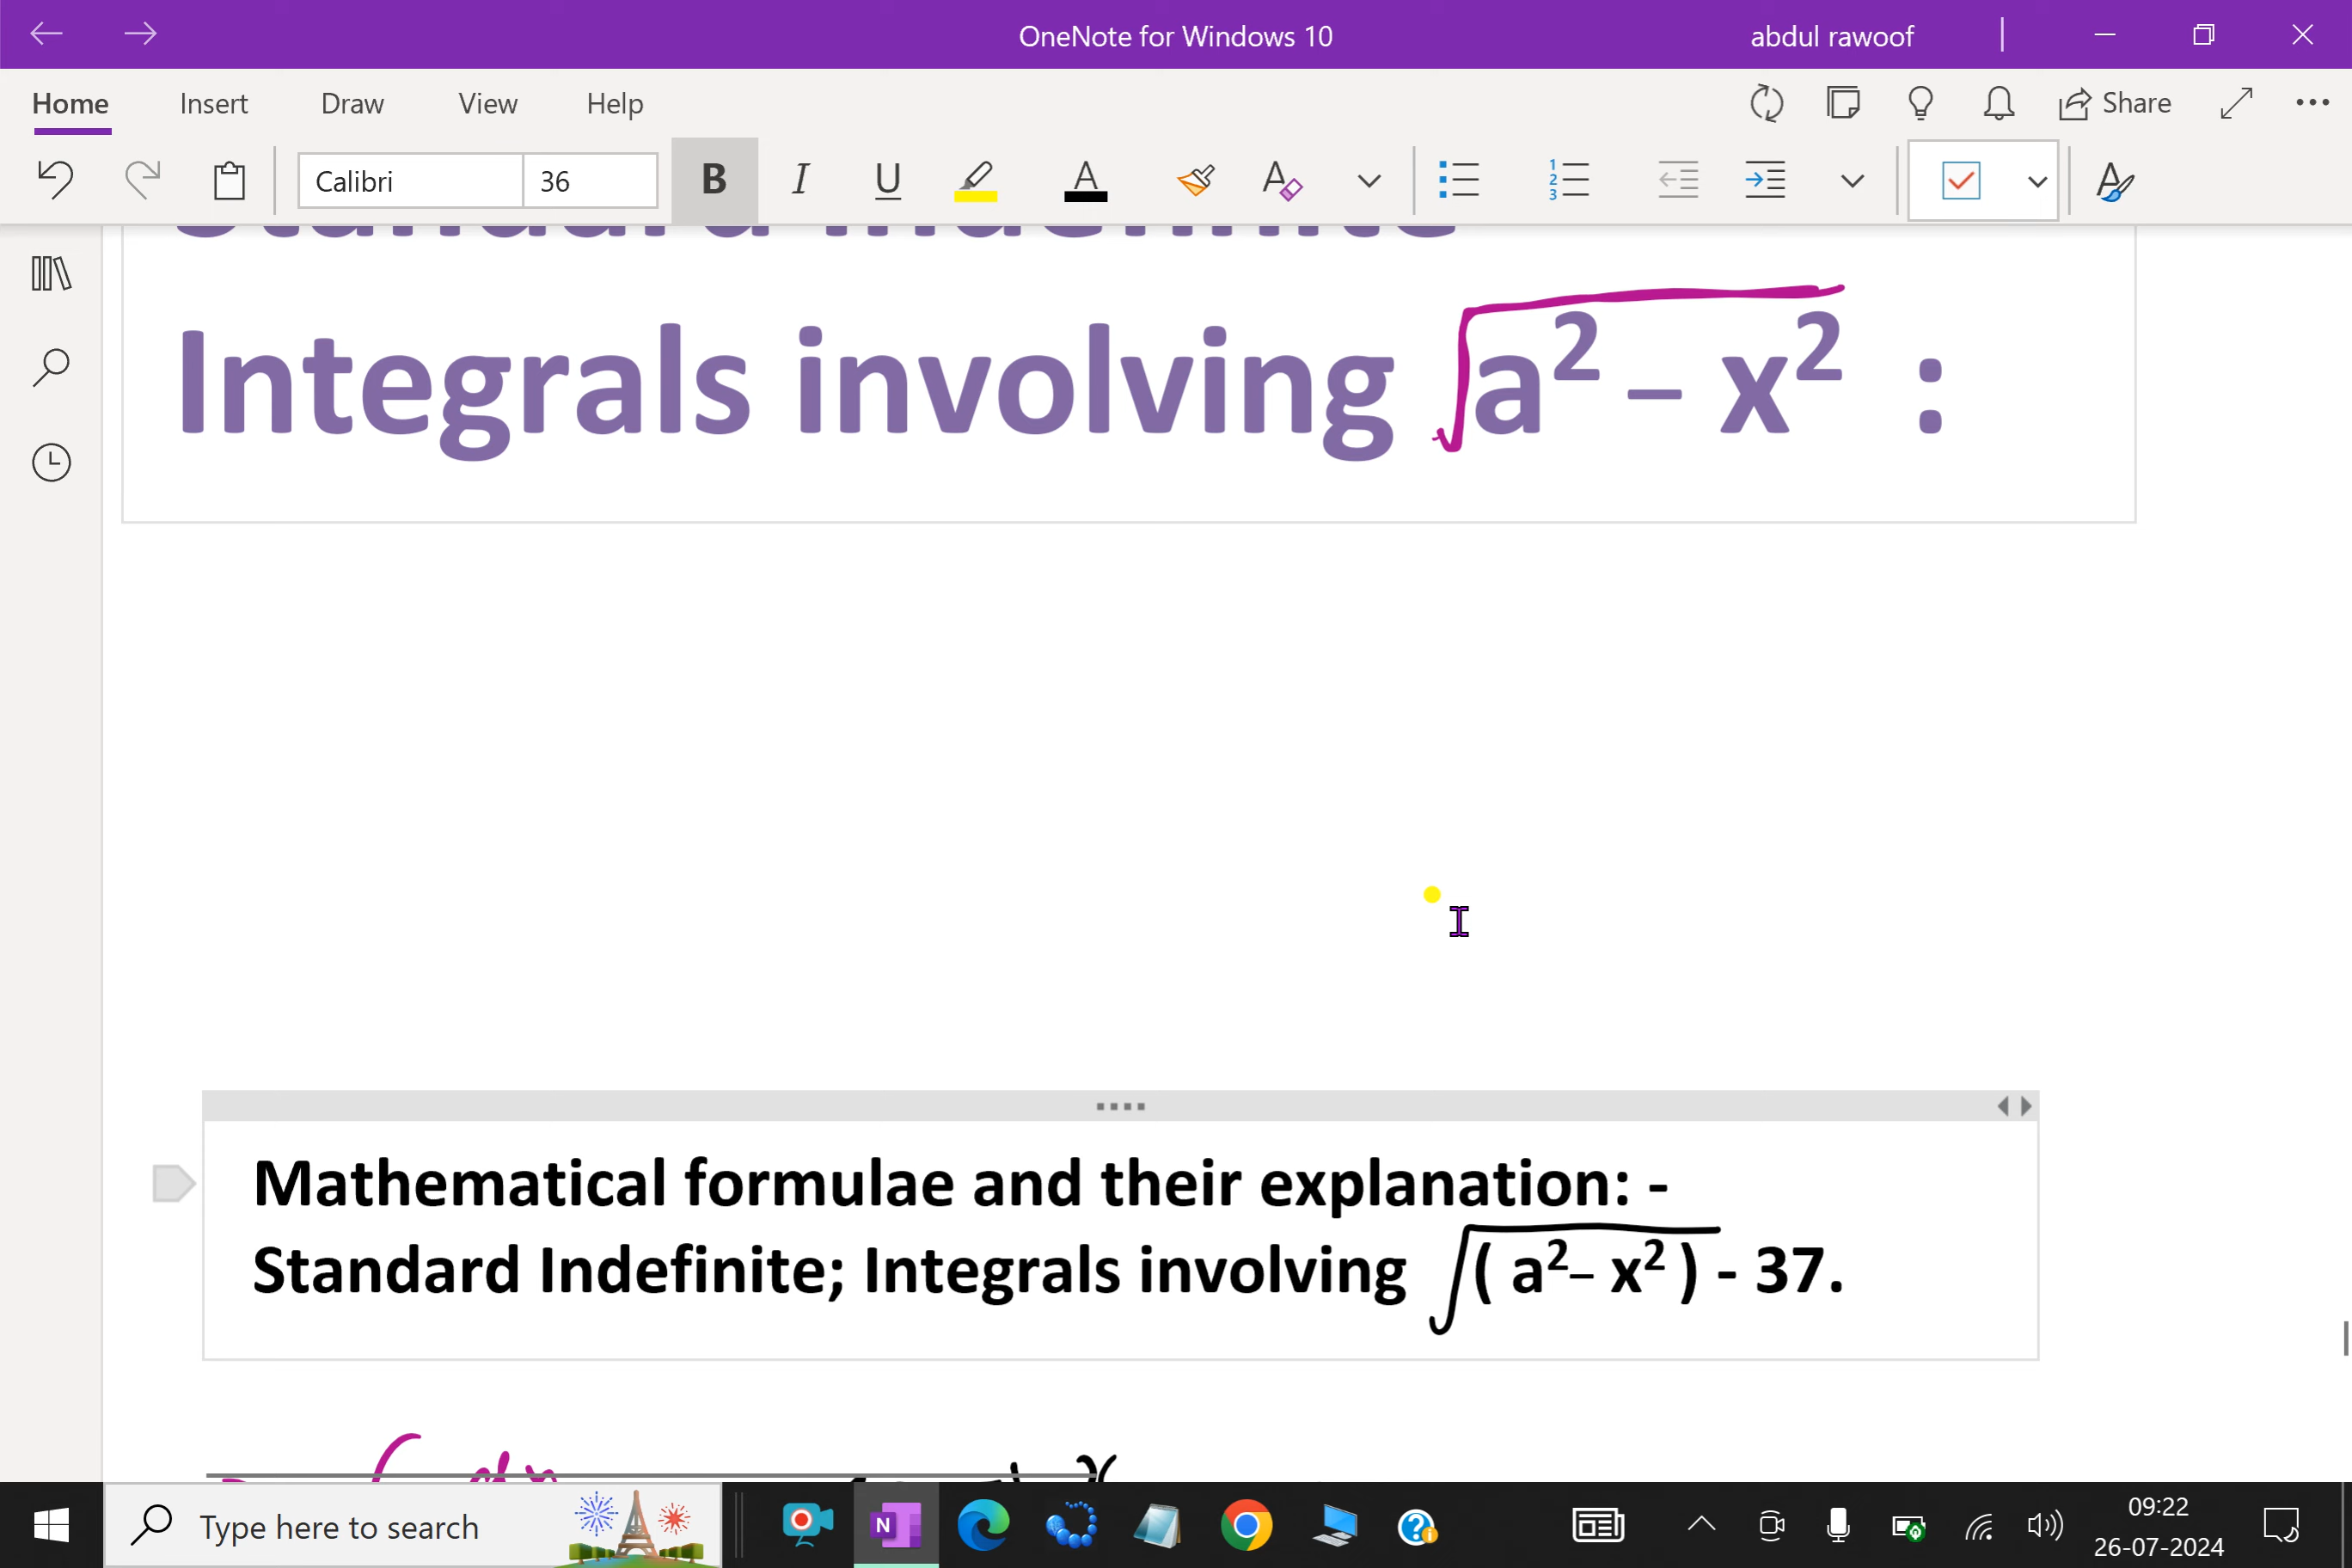 OneNote for Windows 10
abdul rawoof
Home Insert Draw View Help
Share
Calibri 36 B I U A
Integrals involving √a² – x² :
Mathematical formulae and their explanation: -
Standard Indefinite; Integrals involving √( a² – x² ) - 37.
Type here to search
09:22
26-07-2024